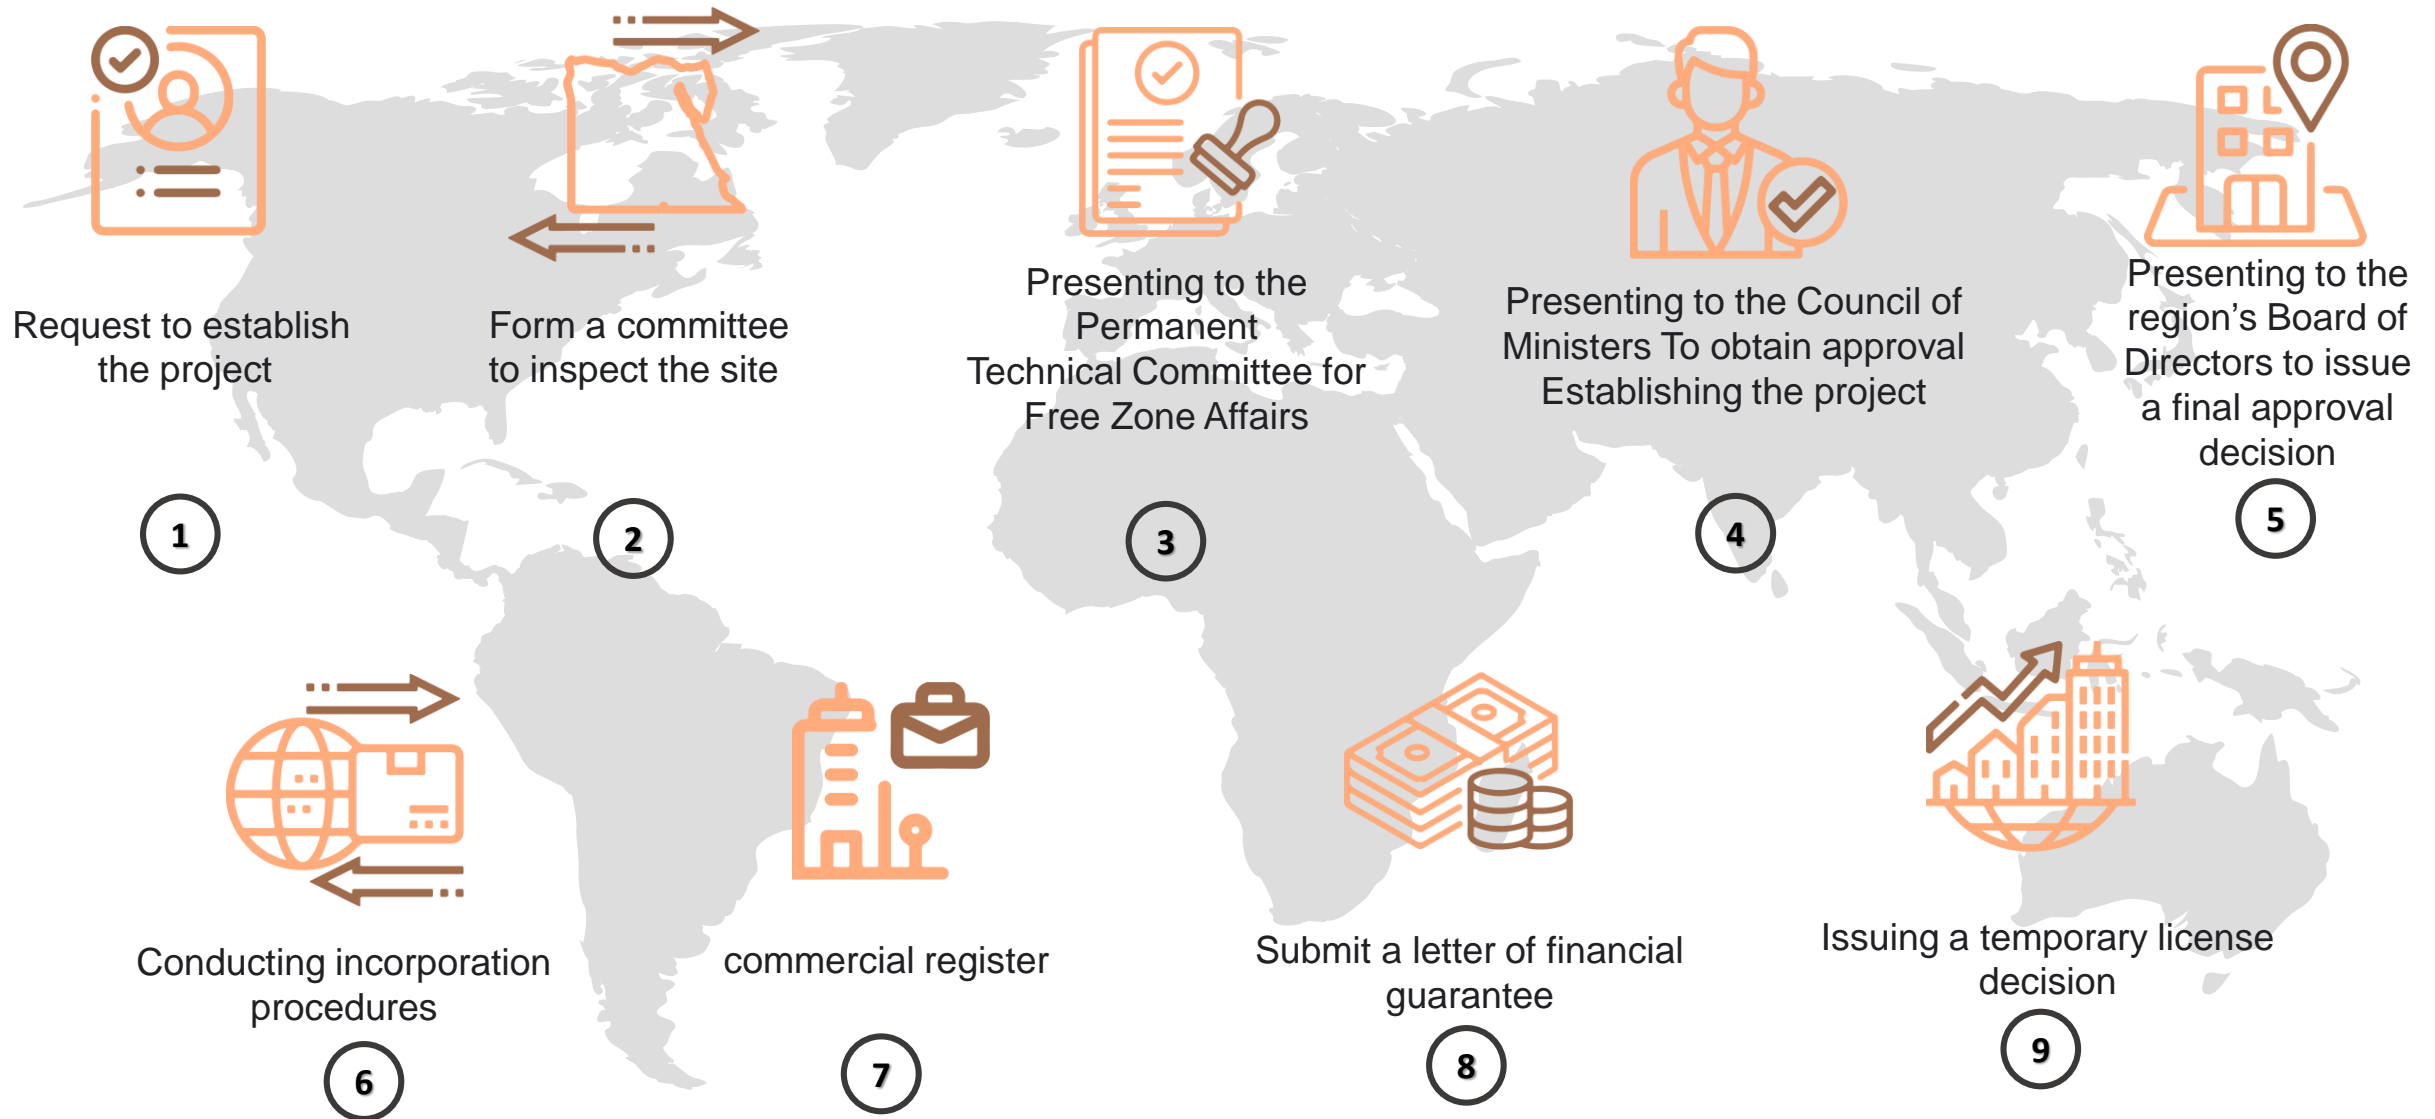 Request to establish
the project
1
Form a committee
to inspect the site
2
Presenting to the
Permanent
Technical Committee for
Free Zone Affairs
3
Presenting to the Council of
Ministers To obtain approval
Establishing the project
4
Presenting to the
region’s Board of
Directors to issue
a final approval
decision
5
Conducting incorporation
procedures
6
commercial register
7
Submit a letter of financial
guarantee
8
Issuing a temporary license
decision
9